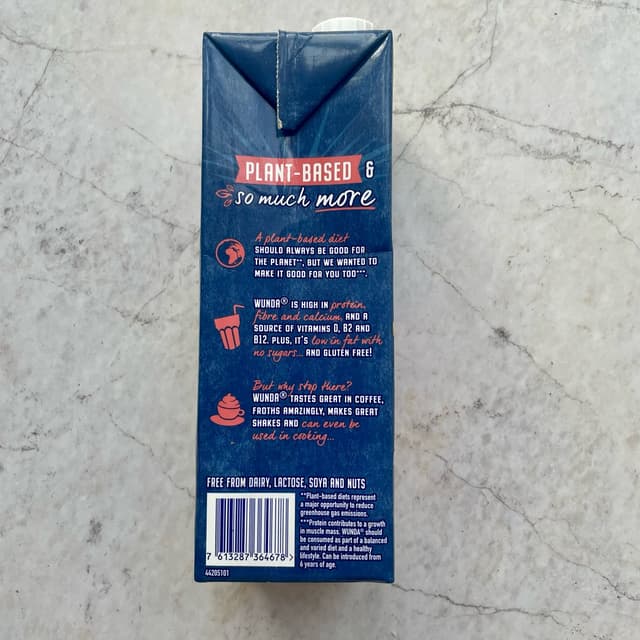 PLANT-BASED &
so much more
A plant-based diet
SHOULD ALWAYS BE GOOD FOR
THE PLANET**, BUT WE WANTED TO
MAKE IT GOOD FOR YOU TOO***.
WUNDA® IS HIGH IN protein,
fibre and calcium, AND A
SOURCE OF VITAMINS D, B2 AND
B12. PLUS, IT'S low in fat with
no sugars... AND GLUTEN FREE!
But why stop there?
WUNDA® TASTES GREAT IN COFFEE,
FROTHS AMAZINGLY, MAKES GREAT
SHAKES AND can even be
used in cooking...
FREE FROM DAIRY, LACTOSE, SOYA AND NUTS
**Plant-based diets represent
a major opportunity to reduce
greenhouse gas emissions.
***Protein contributes to a growth
in muscle mass. WUNDA® should
be consumed as part of a balanced
and varied diet and a healthy
lifestyle. Can be introduced from
6 years of age.
7 613287 364678 >
44205101